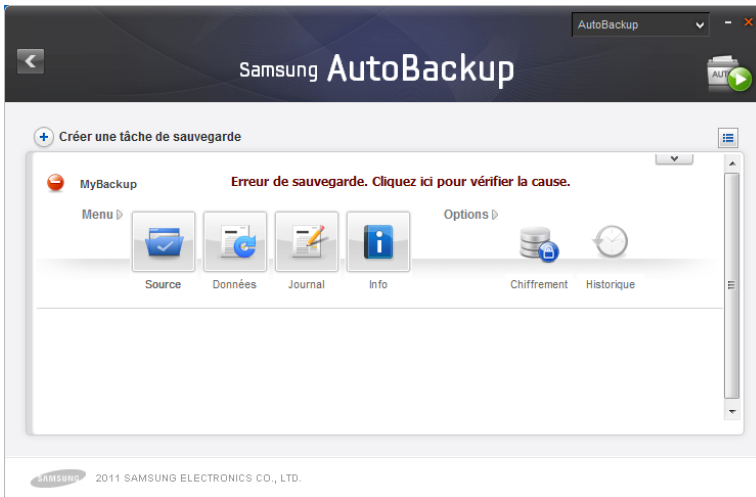 AutoBackup
Samsung AutoBackup
AUTO
Créer une tâche de sauvegarde
MyBackup
Erreur de sauvegarde. Cliquez ici pour vérifier la cause.
Menu
Options
Source
Données
Journal
Info
Chiffrement
Historique
SAMSUNG
2011 SAMSUNG ELECTRONICS CO., LTD.